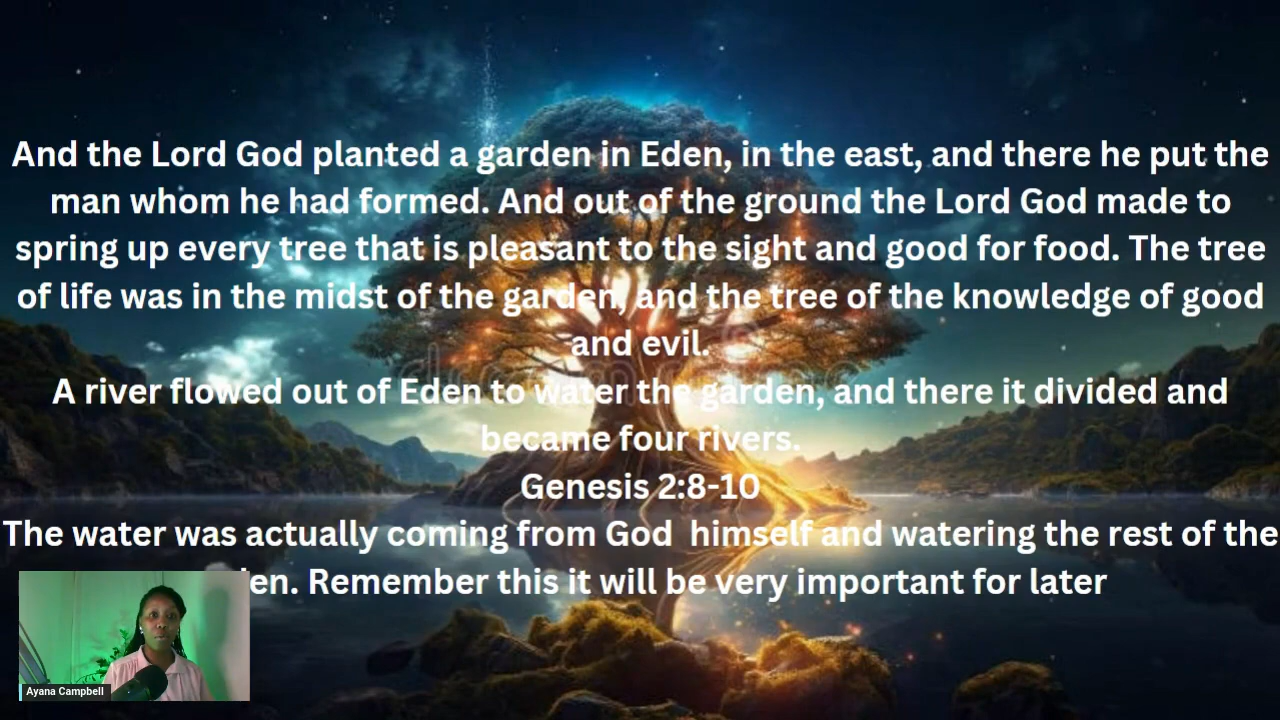 And the Lord God planted a garden in Eden, in the east, and there he put the
man whom he had formed. And out of the ground the Lord God made to
spring up every tree that is pleasant to the sight and good for food. The tree
of life was in the midst of the garden, and the tree of the knowledge of good
and evil.
A river flowed out of Eden to water the garden, and there it divided and
became four rivers.
Genesis 2:8-10
The water was actually coming from God  himself and watering the rest of the
Remember this it will be very important for later
Ayana Campbell